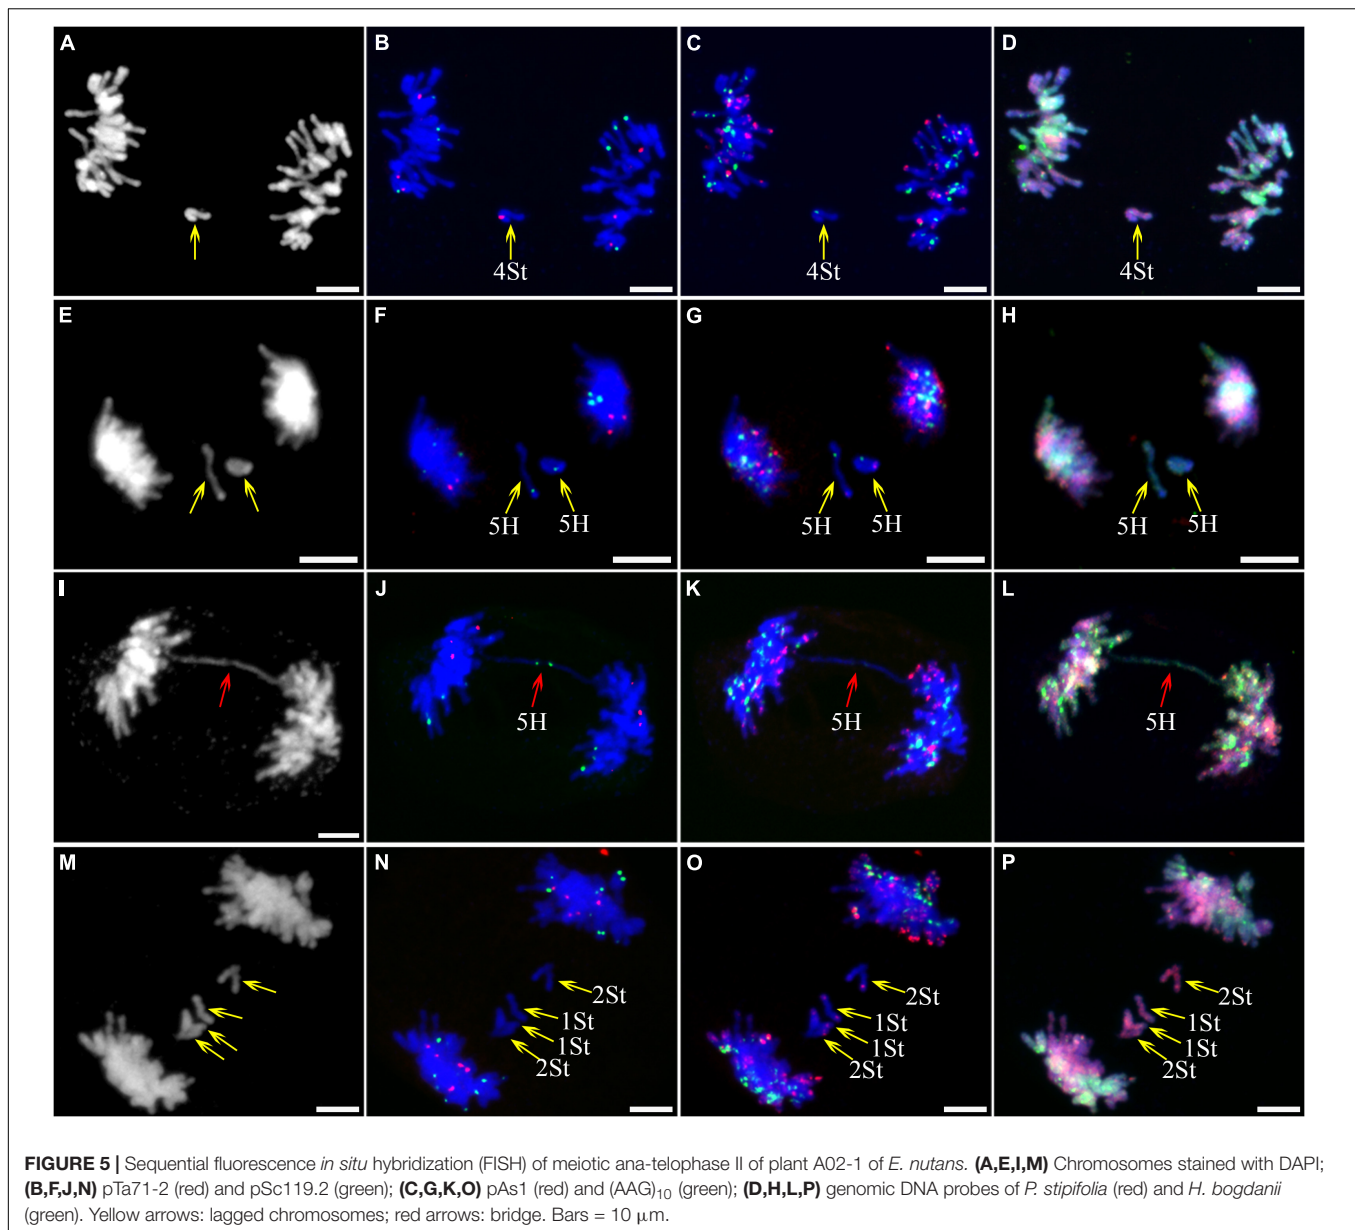 A
B
C
D
4St
4St
4St
E
F
G
H
5H
5H
5H
5H
5H
5H
I
J
K
L
5H
5H
5H
M
N
O
P
2St
1St
1St
2St
2St
1St
1St
2St
2St
1St
1St
2St
FIGURE 5 | Sequential fluorescence in situ hybridization (FISH) of meiotic ana-telophase II of plant A02-1 of E. nutans. (A,E,I,M) Chromosomes stained with DAPI;
(B,F,J,N) pTa71-2 (red) and pSc119.2 (green); (C,G,K,O) pAs1 (red) and (AAG)10 (green); (D,H,L,P) genomic DNA probes of P. stipifolia (red) and H. bogdanii
(green). Yellow arrows: lagged chromosomes; red arrows: bridge. Bars = 10 μm.